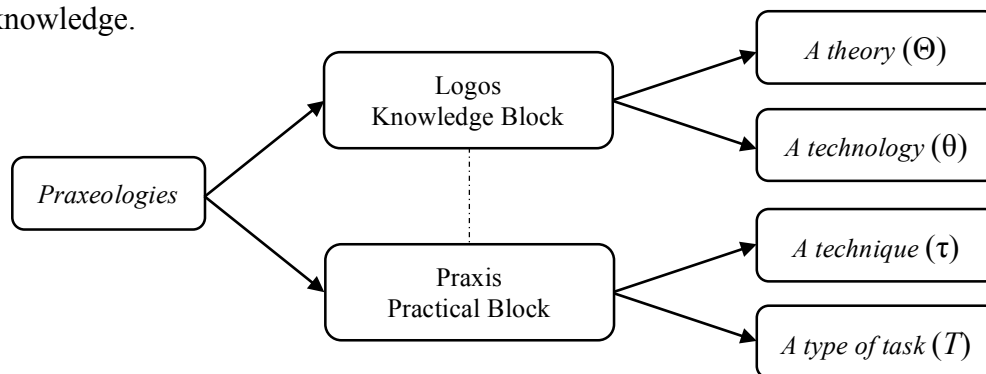 knowledge.
A theory (Θ)
Logos
Knowledge Block
A technology (θ)
Praxeologies
A technique (τ)
Praxis
Practical Block
A type of task (T)